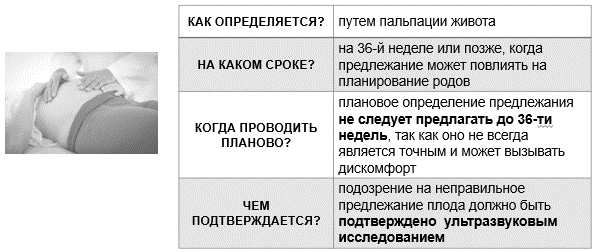 КАК ОПРЕДЕЛЯЕТСЯ?
путем пальпации живота
НА КАКОМ СРОКЕ?
на 36-й неделе или позже, когда
предлежание может повлиять на
планирование родов
КОГДА ПРОВОДИТЬ
ПЛАНОВО?
плановое определение предлежания
не следует предлагать до 36-ти
недель, так как оно не всегда
является точным и может вызывать
дискомфорт
ЧЕМ
ПОДТВЕРЖДАЕТСЯ?
подозрение на неправильное
предлежание плода должно быть
подтверждено ультразвуковым
исследованием